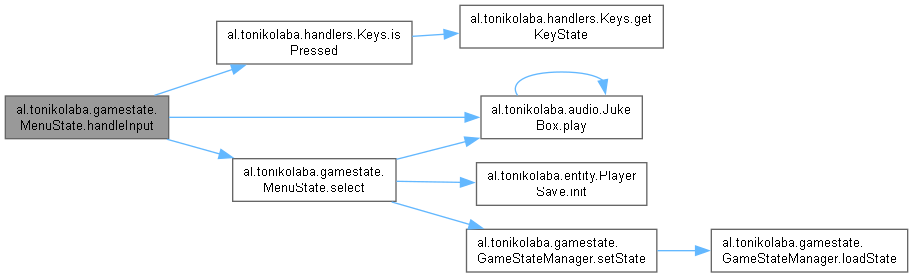 al.tonikolaba.handlers.Keys.is
Pressed
al.tonikolaba.handlers.Keys.get
KeyState
al.tonikolaba.gamestate.
MenuState.handleInput
al.tonikolaba.audio.Juke
Box.play
al.tonikolaba.gamestate.
MenuState.select
al.tonikolaba.entity.Player
Save.init
al.tonikolaba.gamestate.
GameStateManager.setState
al.tonikolaba.gamestate.
GameStateManager.loadState